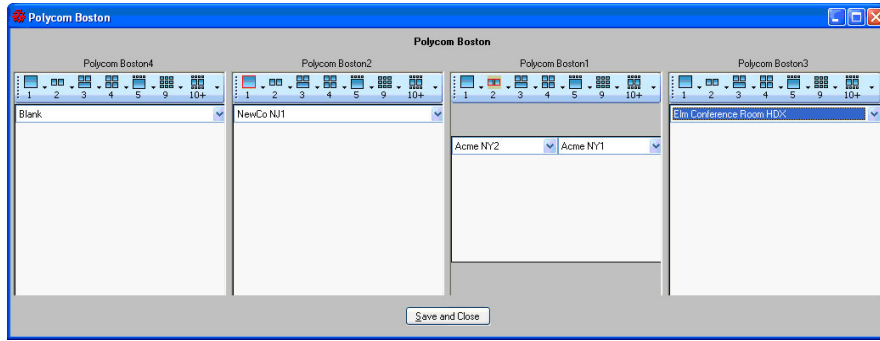 Polycom Boston
Polycom Boston
Polycom Boston4 Polycom Boston2 Polycom Boston1 Polycom Boston3
1 2 3 4 5 9 10+ 1 2 3 4 5 9 10+ 1 2 3 4 5 9 10+ 1 2 3 4 5 9 10+
Blank NewCo NJ1 Elm Conference Room HDX
Acme NY2 Acme NY1
Save and Close